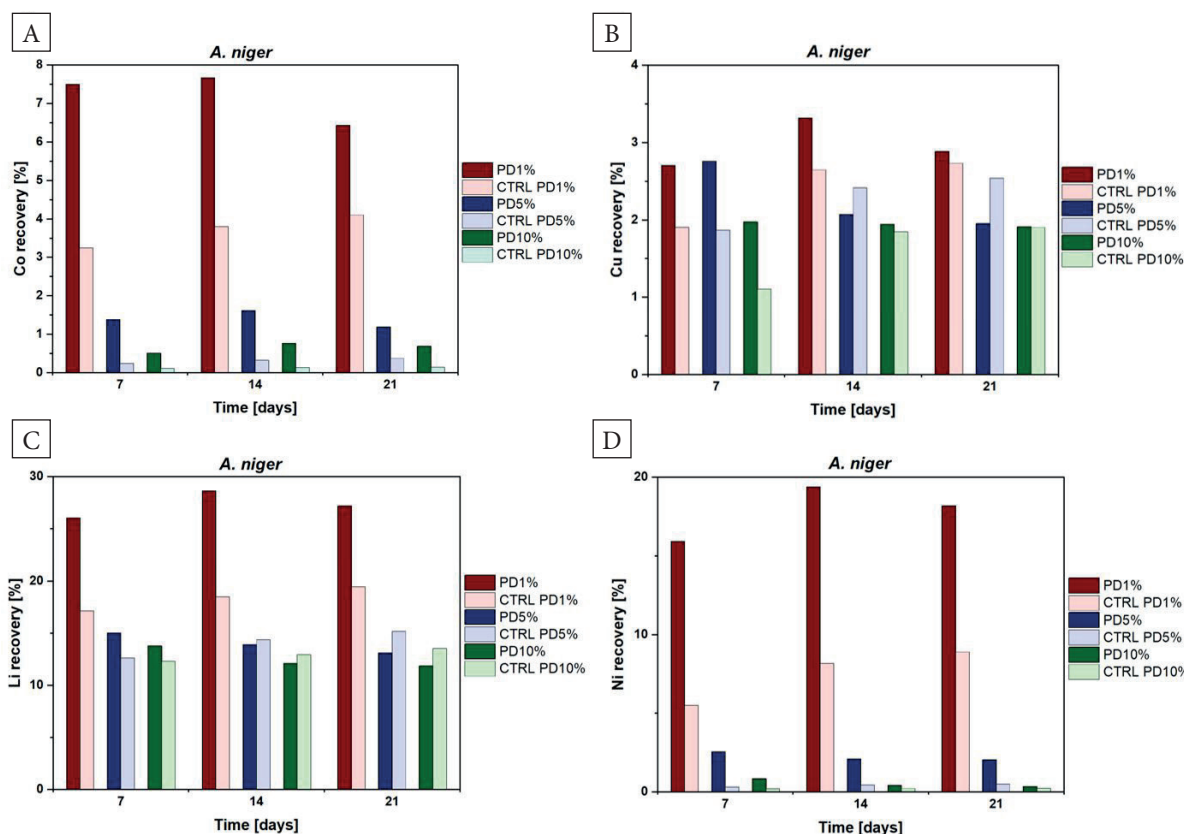 A
A. niger
Co recovery [%]
8
7
6
5
4
3
2
1
0
7
14
21
Time [days]
PD1%
CTRL PD1%
PD5%
CTRL PD5%
PD10%
CTRL PD10%
B
A. niger
Cu recovery [%]
4
3
2
1
0
7
14
21
Time [days]
PD1%
CTRL PD1%
PD5%
CTRL PD5%
PD10%
CTRL PD10%
C
A. niger
Li recovery [%]
30
20
10
0
7
14
21
Time [days]
PD1%
CTRL PD1%
PD5%
CTRL PD5%
PD10%
CTRL PD10%
D
A. niger
Ni recovery [%]
20
10
0
7
14
21
Time [days]
PD1%
CTRL PD1%
PD5%
CTRL PD5%
PD10%
CTRL PD10%